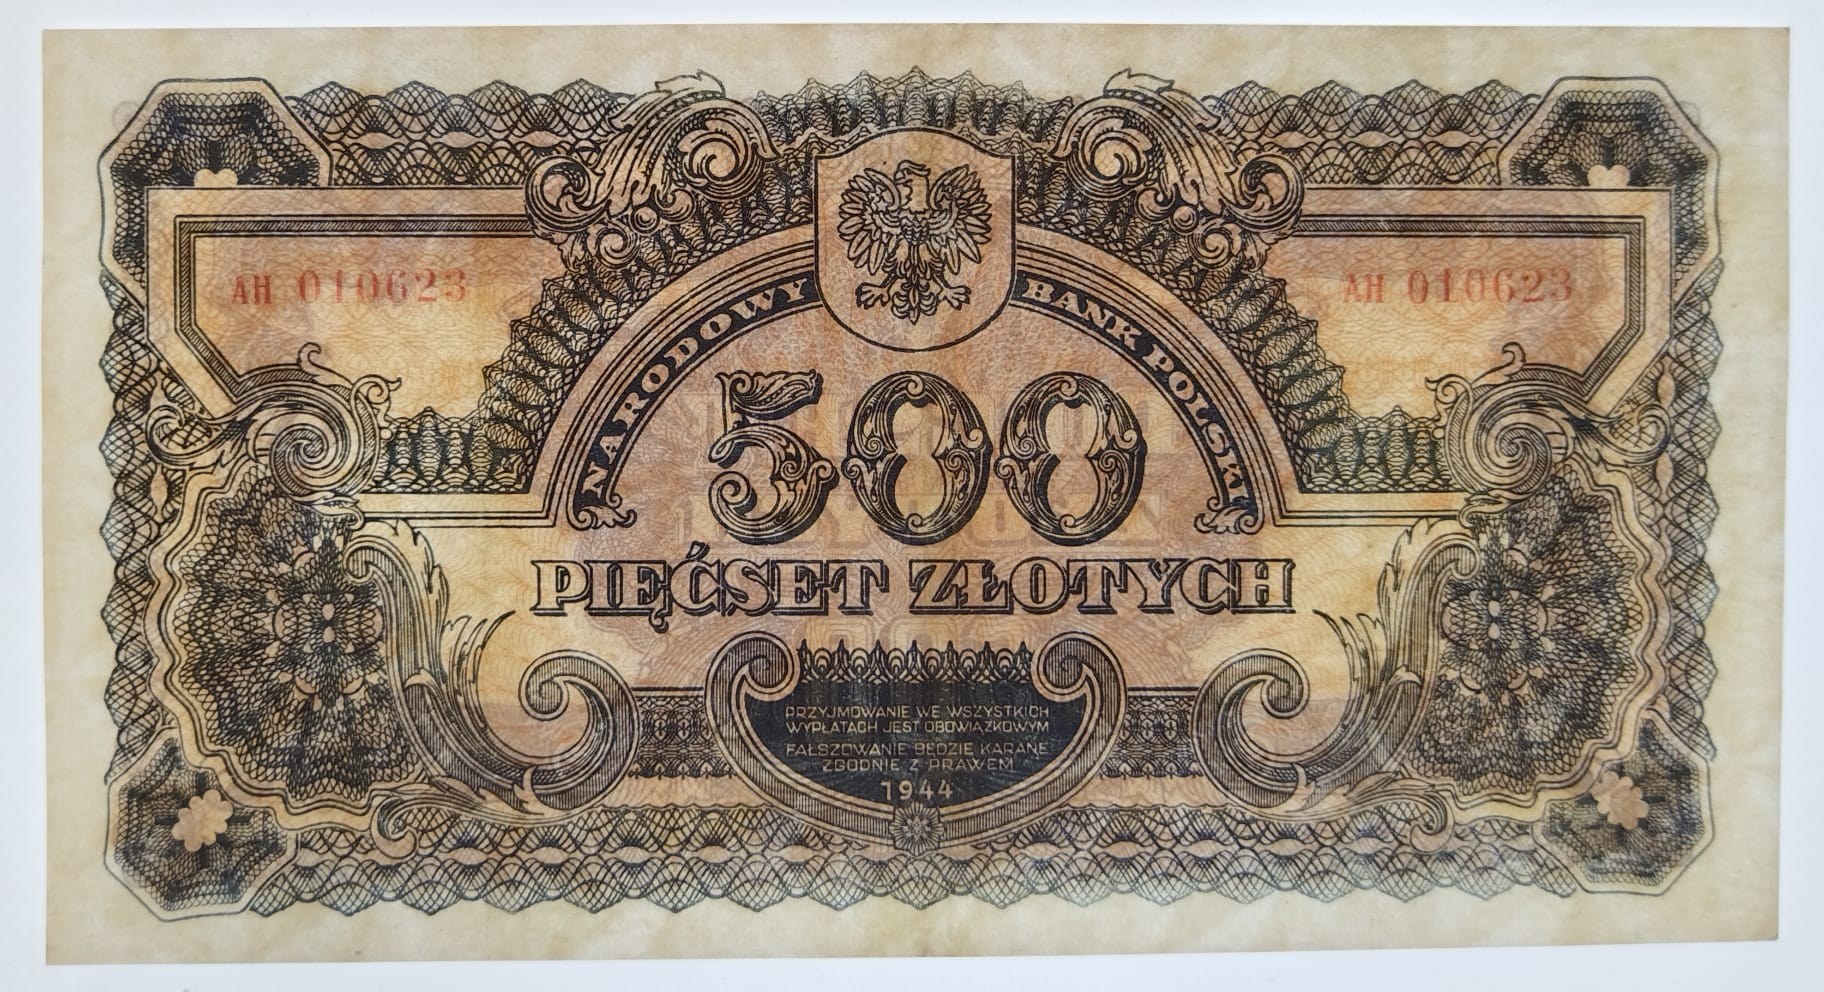 NARODOWY BANK POLSKI
AH 010623
AH 010623
500
PIĘĆSET ZŁOTYCH
PRZYJMOWANIE WE WSZYSTKICH
WYPŁATACH JEST OBOWIĄZKOWYM
FAŁSZOWANIE BĘDZIE KARANE
ZGODNIE Z PRAWEM
1944